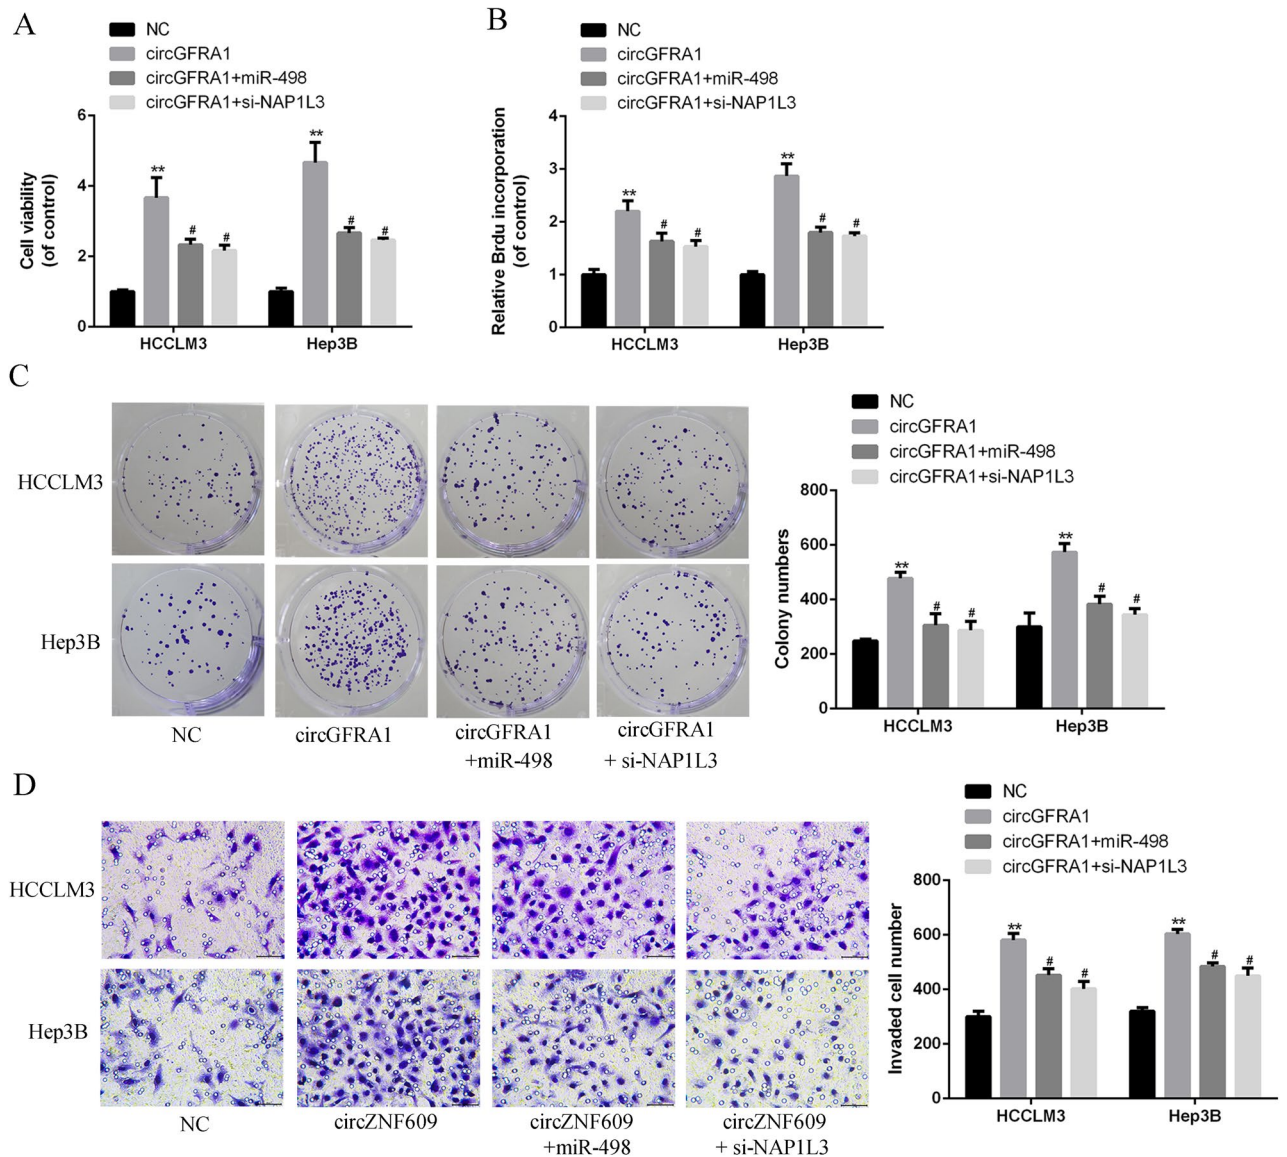 A
NC
circGFRA1
circGFRA1+miR-498
circGFRA1+si-NAP1L3
Cell viability
(of control)
6
4
2
0
**
#
#
**
#
#
HCCLM3
Hep3B
B
NC
circGFRA1
circGFRA1+miR-498
circGFRA1+si-NAP1L3
Relative Brdu incorporation
(of control)
4
3
2
1
0
**
#
#
**
#
#
HCCLM3
Hep3B
C
HCCLM3
Hep3B
NC
circGFRA1
circGFRA1
+miR-498
circGFRA1
+ si-NAP1L3
NC
circGFRA1
circGFRA1+miR-498
circGFRA1+si-NAP1L3
Colony numbers
800
600
400
200
0
**
#
#
**
#
#
HCCLM3
Hep3B
D
HCCLM3
Hep3B
NC
circZNF609
circZNF609
+miR-498
circZNF609
+ si-NAP1L3
NC
circGFRA1
circGFRA1+miR-498
circGFRA1+si-NAP1L3
Invaded cell number
800
600
400
200
0
**
#
#
**
#
#
HCCLM3
Hep3B